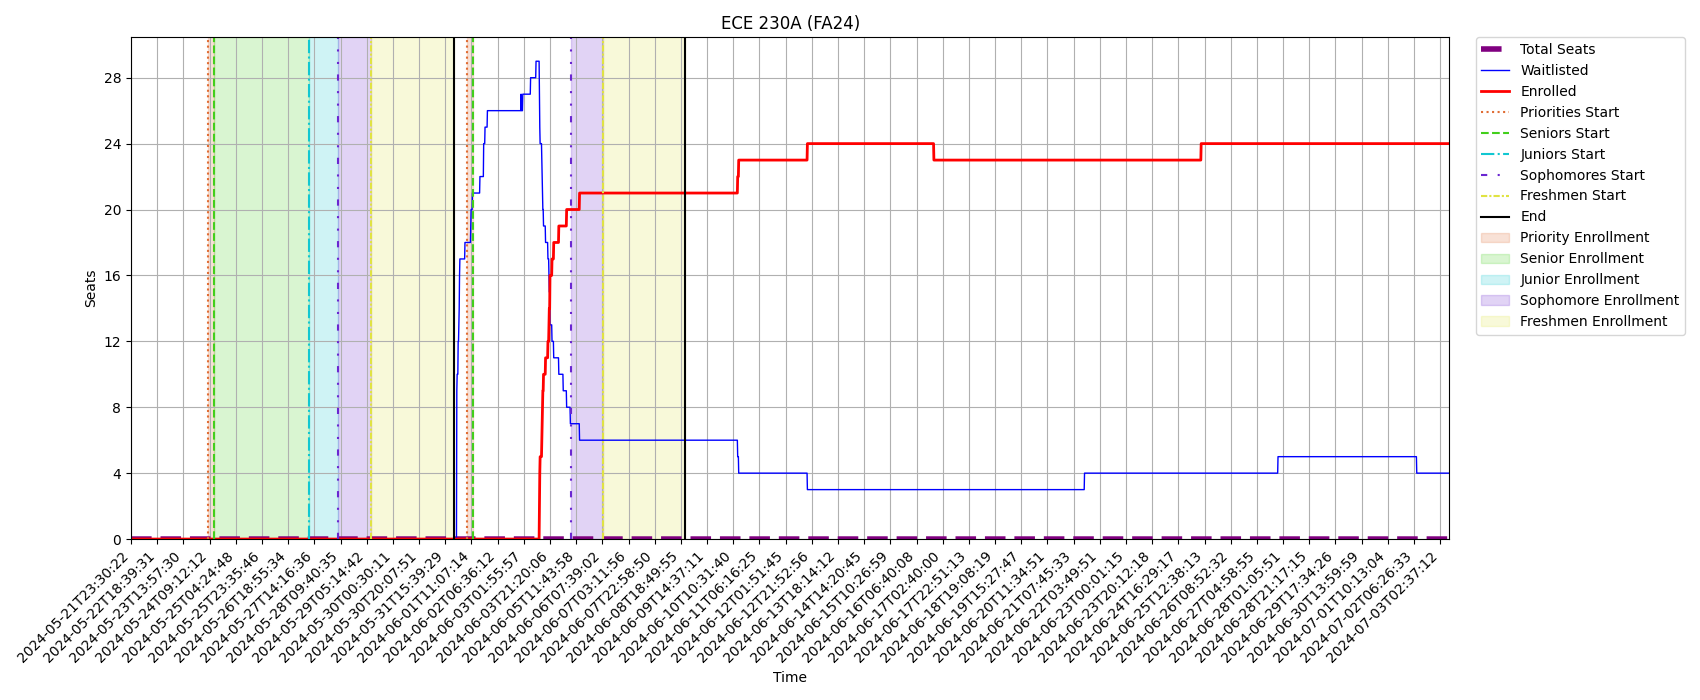 ECE 230A (FA24)
Total Seats
Waitlisted
Enrolled
Priorities Start
Seniors Start
Juniors Start
Sophomores Start
Freshmen Start
End
Priority Enrollment
Senior Enrollment
Junior Enrollment
Sophomore Enrollment
Freshmen Enrollment
Seats
28
24
20
16
12
8
4
0
2024-05-21T23:30:22
2024-05-22T18:39:31
2024-05-23T13:57:30
2024-05-24T09:12:12
2024-05-25T04:24:48
2024-05-25T23:35:46
2024-05-26T18:55:34
2024-05-27T14:16:36
2024-05-28T09:40:35
2024-05-29T05:14:42
2024-05-30T00:30:11
2024-05-30T20:07:51
2024-05-31T15:39:29
2024-06-01T11:07:14
2024-06-02T06:36:12
2024-06-03T01:55:57
2024-06-03T21:20:06
2024-06-05T11:43:58
2024-06-06T07:39:02
2024-06-07T03:11:56
2024-06-07T22:58:50
2024-06-08T18:49:55
2024-06-09T14:37:11
2024-06-10T10:31:40
2024-06-11T06:16:25
2024-06-12T01:51:45
2024-06-12T21:52:56
2024-06-13T18:14:12
2024-06-14T14:20:45
2024-06-15T10:26:59
2024-06-16T06:40:08
2024-06-17T02:40:00
2024-06-17T22:51:13
2024-06-18T19:08:19
2024-06-19T15:27:47
2024-06-20T11:34:51
2024-06-21T07:45:33
2024-06-22T03:49:51
2024-06-23T00:01:15
2024-06-23T20:12:18
2024-06-24T16:29:17
2024-06-25T12:38:13
2024-06-26T08:52:32
2024-06-27T04:58:55
2024-06-28T01:05:51
2024-06-28T21:17:15
2024-06-29T17:34:26
2024-06-30T13:59:59
2024-07-01T10:13:04
2024-07-02T06:26:33
2024-07-03T02:37:12
Time